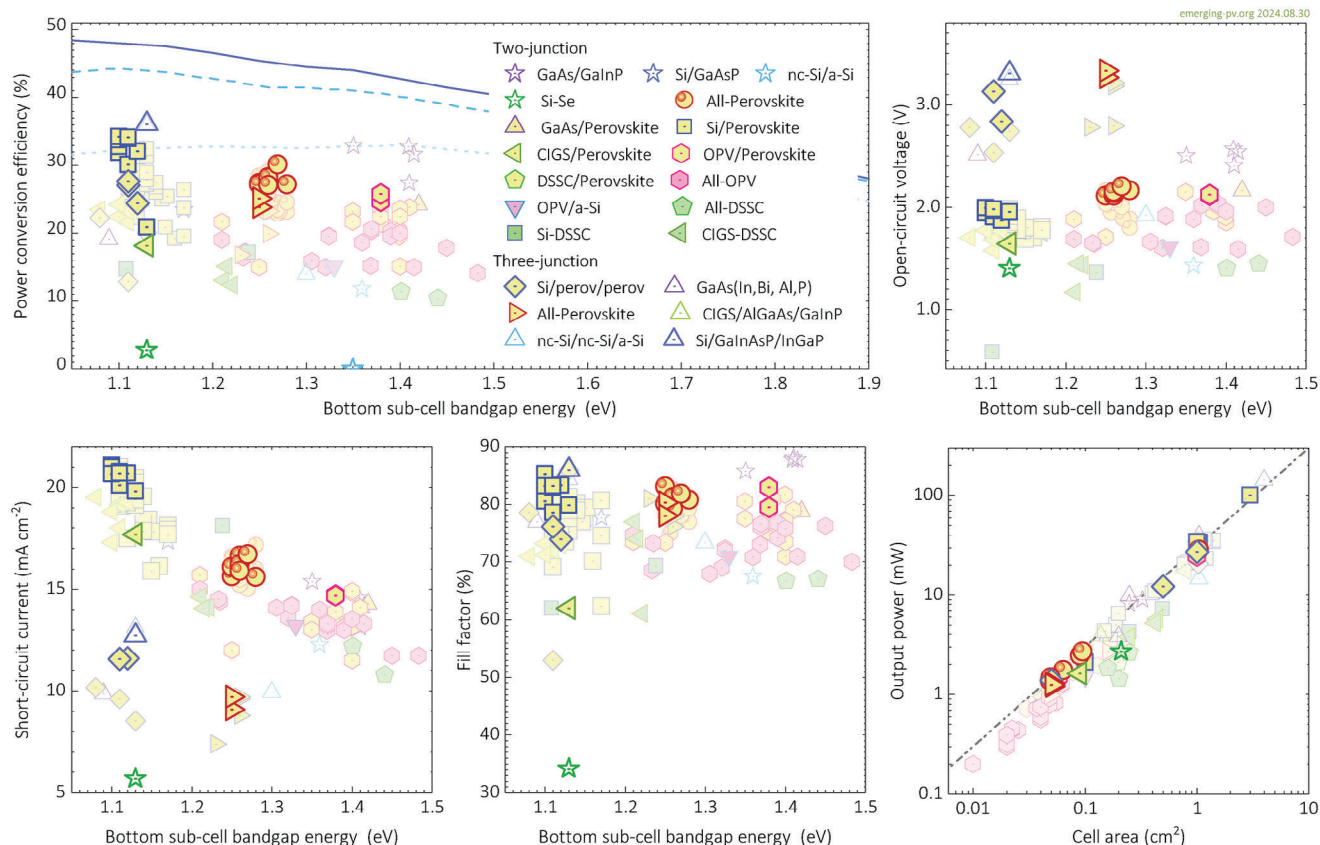 emerging-pv.org 2024.08.30
Power conversion efficiency (%)
50
40
30
20
10
0
1.1
1.2
1.3
1.4
1.5
1.6
1.7
1.8
1.9
Bottom sub-cell bandgap energy (eV)
Two-junction
GaAs/GaInP
Si/GaAsP
nc-Si/a-Si
Si-Se
All-Perovskite
GaAs/Perovskite
Si/Perovskite
CIGS/Perovskite
OPV/Perovskite
DSSC/Perovskite
All-OPV
OPV/a-Si
All-DSSC
Si-DSSC
CIGS-DSSC
Three-junction
Si/perov/perov
GaAs(In,Bi, Al,P)
All-Perovskite
CIGS/AlGaAs/GaInP
nc-Si/nc-Si/a-Si
Si/GaInAsP/InGaP
Open-circuit voltage (V)
3.0
2.0
1.0
1.1
1.2
1.3
1.4
1.5
Bottom sub-cell bandgap energy (eV)
Short-circuit current (mA cm-2)
20
15
10
5
1.1
1.2
1.3
1.4
1.5
Bottom sub-cell bandgap energy (eV)
Fill factor (%)
90
80
70
60
50
40
30
1.1
1.2
1.3
1.4
1.5
Bottom sub-cell bandgap energy (eV)
Output power (mW)
100
10
1
0.1
0.01
0.1
1
10
Cell area (cm2)